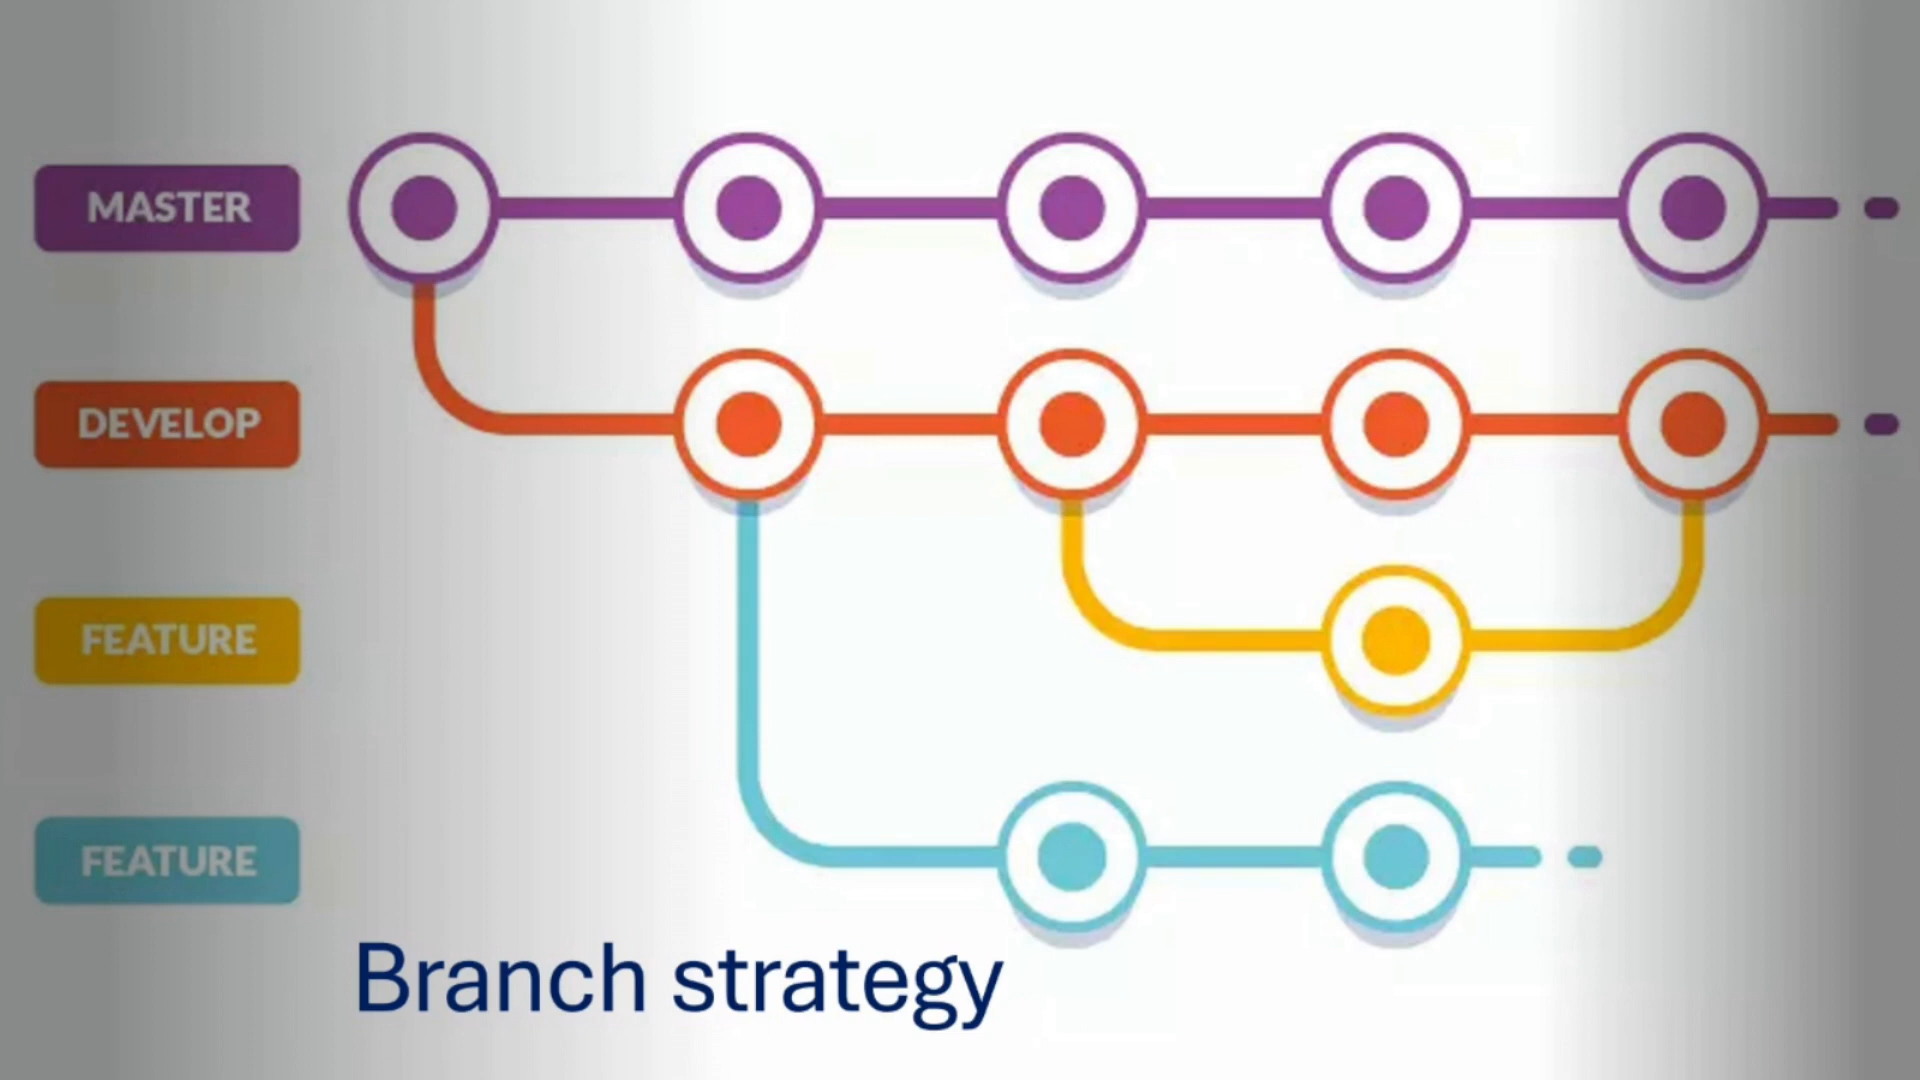 MASTER
DEVELOP
FEATURE
FEATURE
Branch strategy